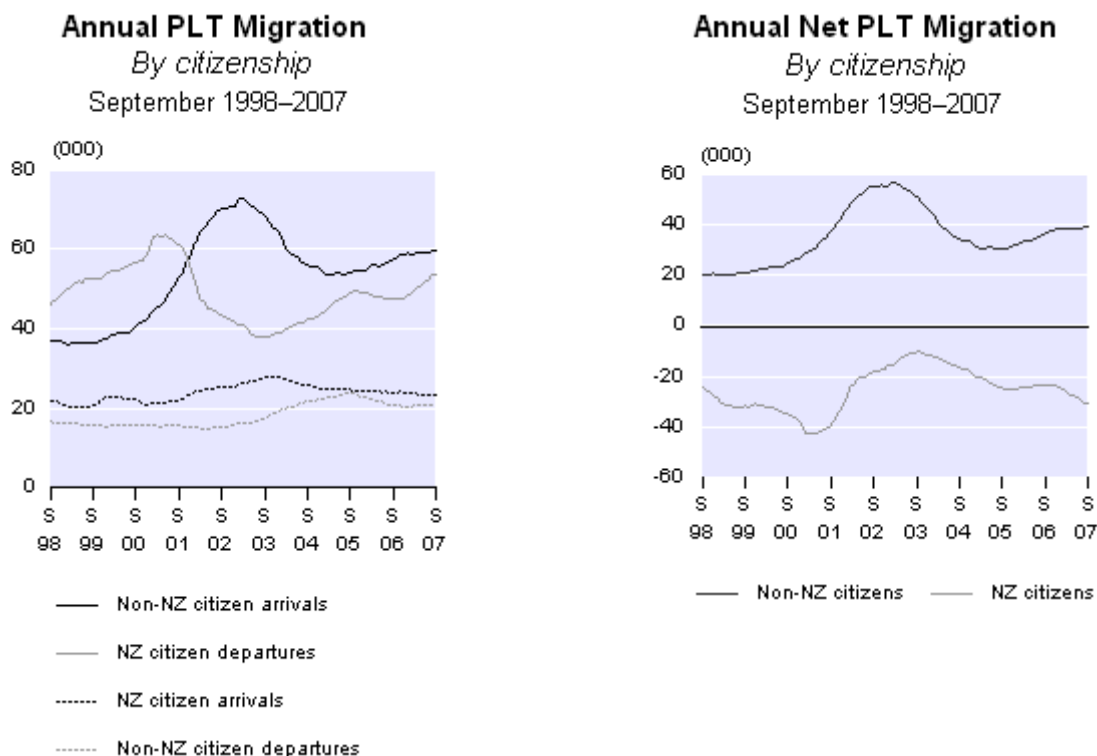 Annual PLT Migration
By citizenship
September 1998–2007
(000)
80
60
40
20
0
S S S S S S S S S S
98 99 00 01 02 03 04 05 06 07
Non-NZ citizen arrivals
NZ citizen departures
NZ citizen arrivals
Non-NZ citizen departures
Annual Net PLT Migration
By citizenship
September 1998–2007
(000)
60
40
20
0
-20
-40
-60
S S S S S S S S S S
98 99 00 01 02 03 04 05 06 07
Non-NZ citizens NZ citizens